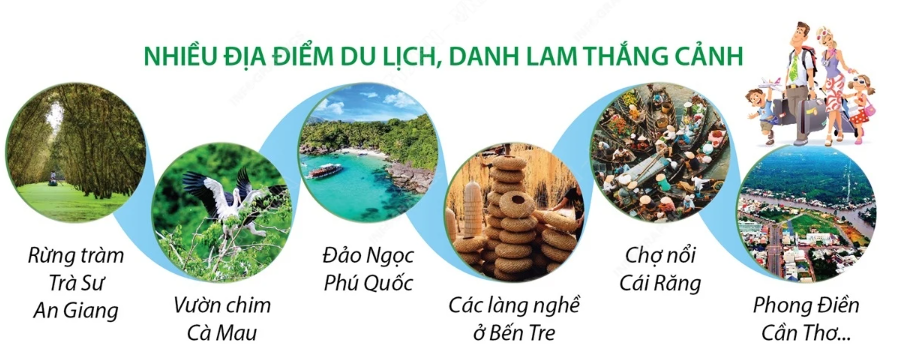 NHIỀU ĐỊA ĐIỂM DU LỊCH, DANH LAM THẮNG CẢNH
Rừng tràm
Trà Sư
An Giang
Vườn chim
Cà Mau
Đảo Ngọc
Phú Quốc
Các làng nghề
ở Bến Tre
Chợ nổi
Cái Răng
Phong Điền
Cần Thơ...